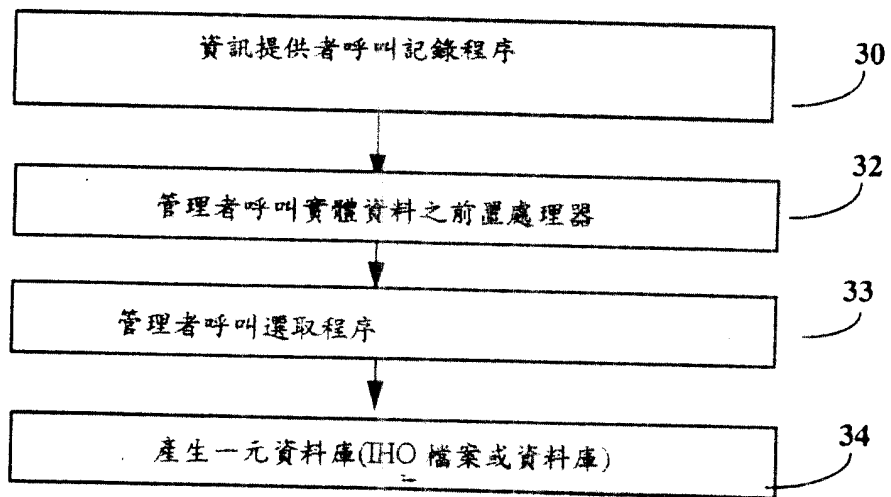 資訊提供者呼叫記錄程序
30
管理者呼叫實體資料之前置處理器
32
管理者呼叫選取程序
33
產生一元資料庫(IHO 檔案或資料庫)
34